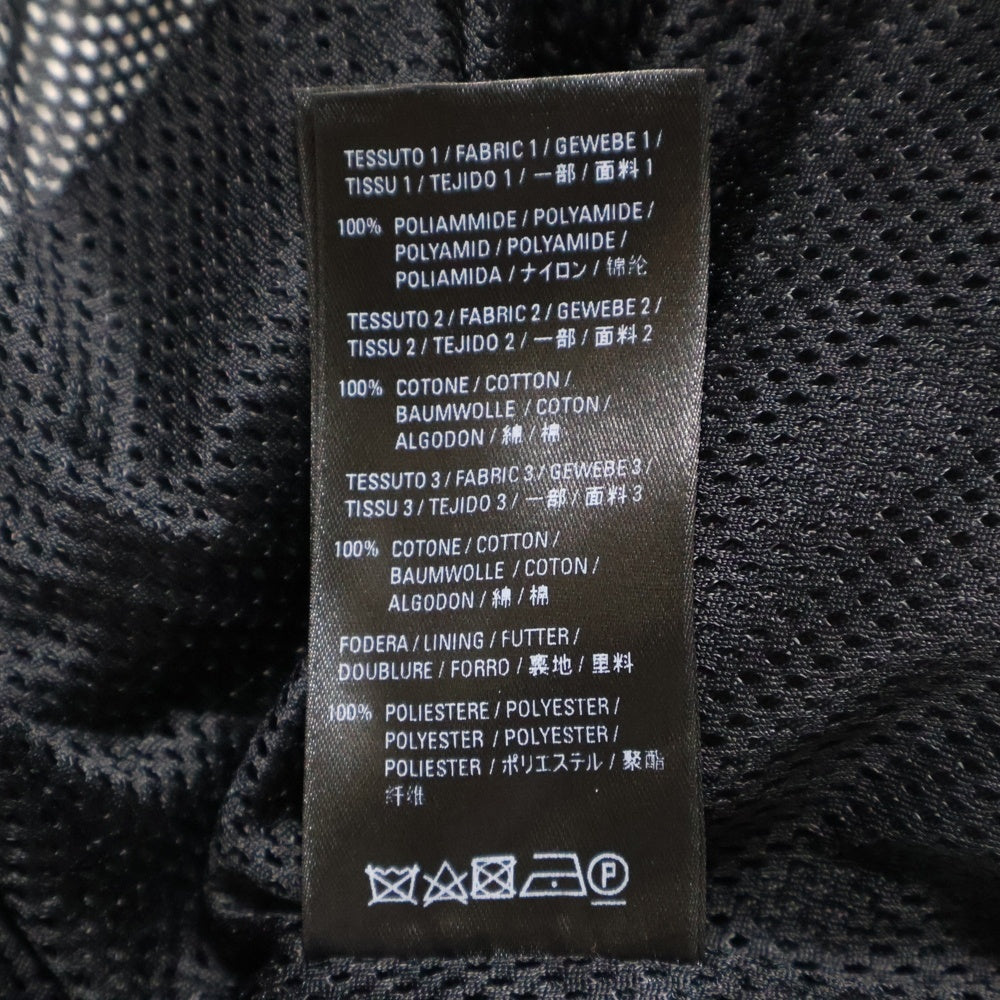 TESSUTO 1 / FABRIC 1 / GEWEBE 1 /
TISSU 1 / TEJIDO 1 / 一部 / 面料 1
100% POLIAMMIDE / POLYAMIDE /
POLYAMID / POLYAMIDE /
POLIAMIDA / ナイロン / 锦纶
TESSUTO 2 / FABRIC 2 / GEWEBE 2 /
TISSU 2 / TEJIDO 2 / 一部 / 面料 2
100% COTONE / COTTON /
BAUMWOLLE / COTON /
ALGODON / 綿 / 棉
TESSUTO 3 / FABRIC 3 / GEWEBE 3 /
TISSU 3 / TEJIDO 3 / 一部 / 面料 3
100% COTONE / COTTON /
BAUMWOLLE / COTON /
ALGODON / 綿 / 棉
FODERA / LINING / FUTTER /
DOUBLURE / FORRO / 裏地 / 里料
100% POLIESTERE / POLYESTER /
POLYESTER / POLYESTER /
POLIESTER / ポリエステル / 聚酯
纤维
P